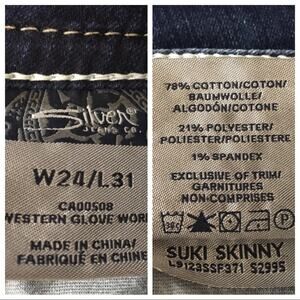 Silver
JEANS CO.
W24/L31
CA00508
WESTERN GLOVE WOR
MADE IN CHINA/
FABRIQUÉ EN CHINE
78% COTTON/COTON/
BAUMWOLLE/
ALGODÓN/COTONE
21% POLYESTER/
POLIESTER/POLIESTERE
1% SPANDEX
EXCLUSIVE OF TRIM/
GARNITURES
NON-COMPRISES
SUKI SKINNY
L9123SSF371 S2995